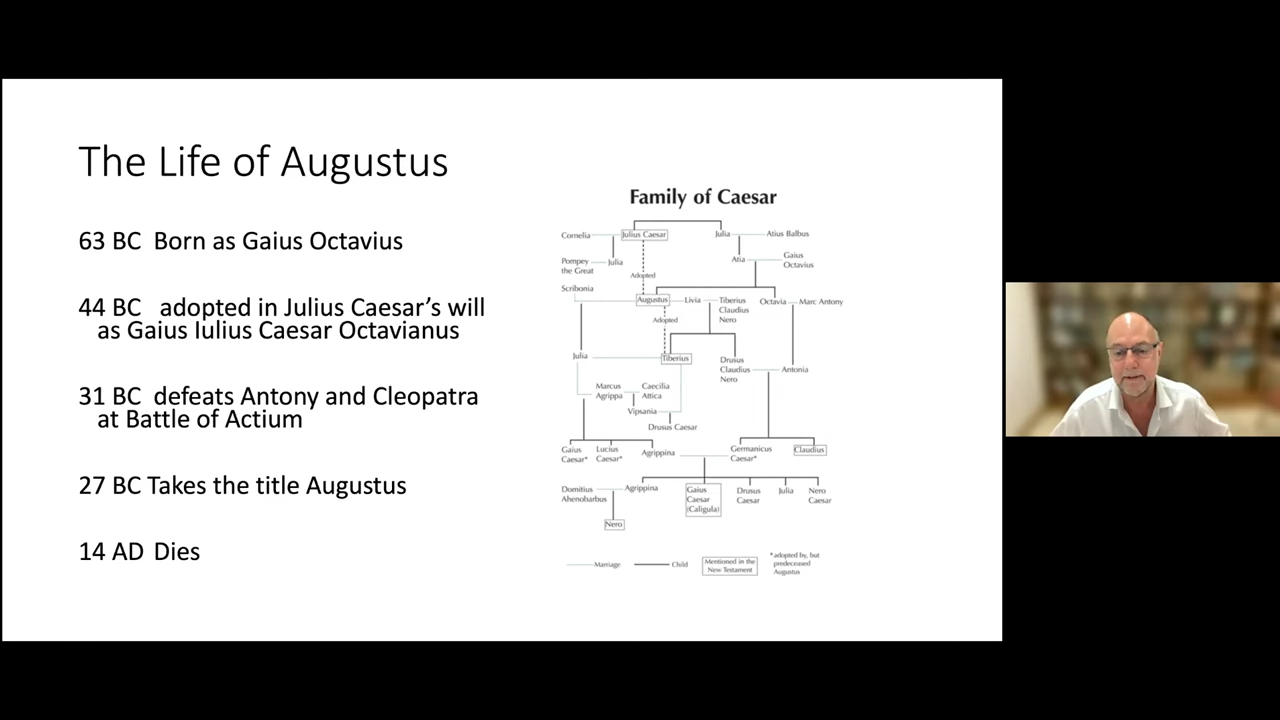 The Life of Augustus
63 BC  Born as Gaius Octavius
44 BC   adopted in Julius Caesar's will
as Gaius Iulius Caesar Octavianus
31 BC  defeats Antony and Cleopatra
at Battle of Actium
27 BC Takes the title Augustus
14 AD  Dies
Family of Caesar
Cornelia
Julius Caesar
Julia
Atius Balbus
Pompey
the Great
Julia
Adopted
Atia
Gaius
Octavius
Scribonia
Augustus
Livia
Tiberius
Claudius
Nero
Octavia
Marc Antony
Adopted
Julia
Tiberius
Drusus
Claudius
Nero
Antonia
Marcus
Agrippa
Caecilia
Attica
Vipsania
Drusus Caesar
Gaius
Caesar*
Lucius
Caesar*
Agrippina
Germanicus
Caesar*
Claudius
Domitius
Ahenobarbus
Agrippina
Gaius
Caesar
(Caligula)
Drusus
Caesar
Julia
Nero
Caesar
Nero
Marriage
Child
Mentioned in the
New Testament
*adopted by, but
predeceased
Augustus